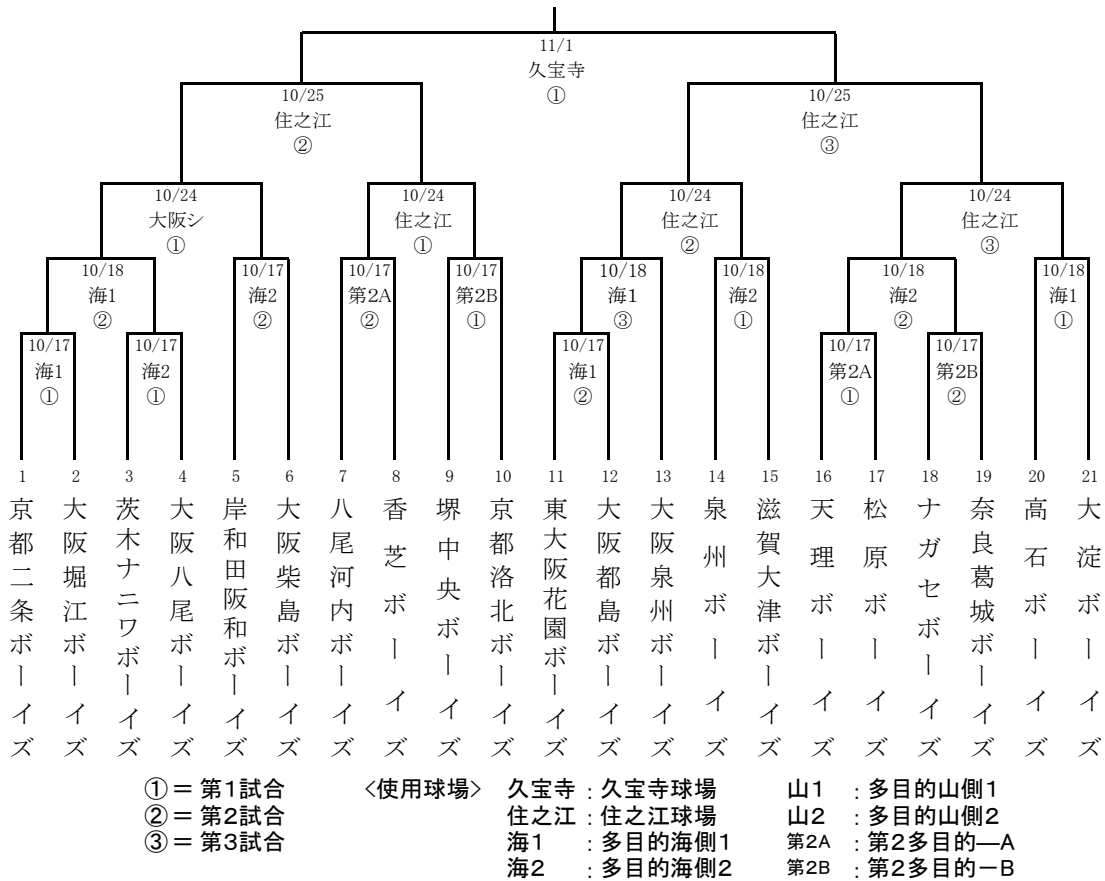 11/1
久宝寺
①
10/25
住之江
②
10/25
住之江
③
10/24
大阪シ
①
10/24
住之江
①
10/24
住之江
②
10/24
住之江
③
10/18
海1
②
10/17
海2
②
10/17
第2A
②
10/17
第2B
①
10/18
海1
③
10/18
海2
①
10/18
海2
②
10/18
海1
①
10/17
海1
①
10/17
海2
①
10/17
海1
②
10/17
第2A
①
10/17
第2B
②
1
京都二条ボーイズ
2
大阪堀江ボーイズ
3
茨木ナニワボーイズ
4
大阪八尾ボーイズ
5
岸和田阪和ボーイズ
6
大阪柴島ボーイズ
7
八尾河内ボーイズ
8
香芝ボーイズ
9
堺中央ボーイズ
10
京都洛北ボーイズ
11
東大阪花園ボーイズ
12
大阪都島ボーイズ
13
大阪泉州ボーイズ
14
泉州ボーイズ
15
滋賀大津ボーイズ
16
天理ボーイズ
17
松原ボーイズ
18
ナガセボーイズ
19
奈良葛城ボーイズ
20
高石ボーイズ
21
大淀ボーイズ
①＝第1試合
②＝第2試合
③＝第3試合
<使用球場>
久宝寺：久宝寺球場
住之江：住之江球場
海1：多目的海側1
海2：多目的海側2
山1：多目的山側1
山2：多目的山側2
第2A：第2多目的―A
第2B：第2多目的－B